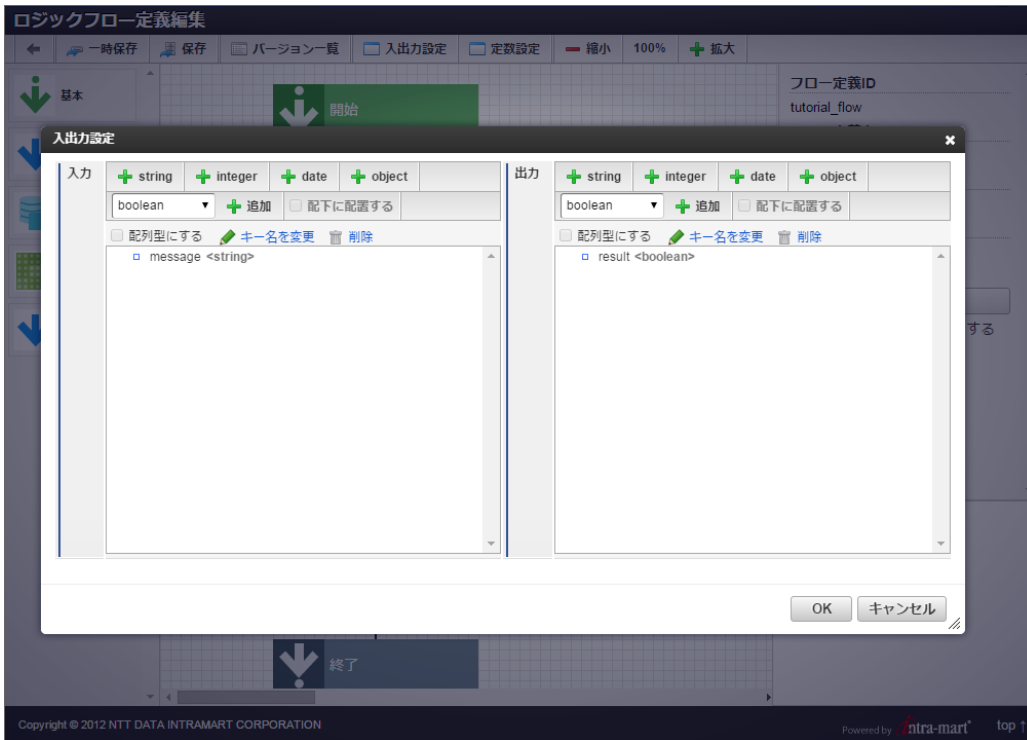 ロジックフロー定義編集
一時保存 保存 バージョン一覧 入出力設定 定数設定 縮小 100% 拡大
基本
開始
フロー定義ID
tutorial_flow
入出力設定
入力 string integer date object
boolean 追加 配下に配置する
配列型にする キー名を変更 削除
message <string>
出力 string integer date object
boolean 追加 配下に配置する
配列型にする キー名を変更 削除
result <boolean>
する
OK キャンセル
終了
Copyright © 2012 NTT DATA INTRAMART CORPORATION
Powered by intra-mart top ↑